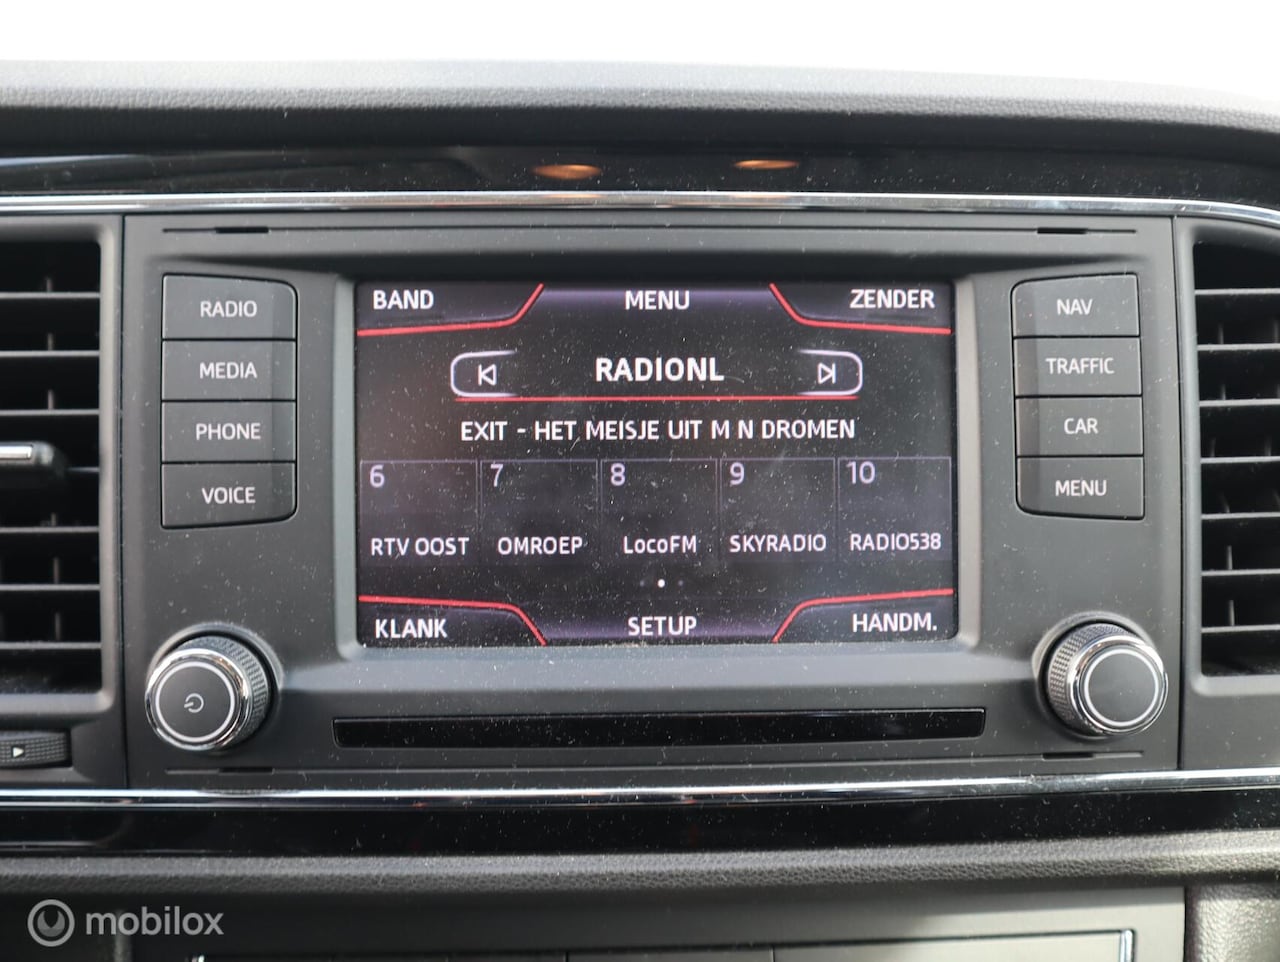 BAND MENU ZENDER
RADIO
MEDIA
PHONE
VOICE
RADIONL
EXIT - HET MEISJE UIT M N DROMEN
6 7 8 9 10
RTV OOST OMROEP LocoFM SKYRADIO RADIO538
KLANK SETUP HANDM.
NAV
TRAFFIC
CAR
MENU
mobilox